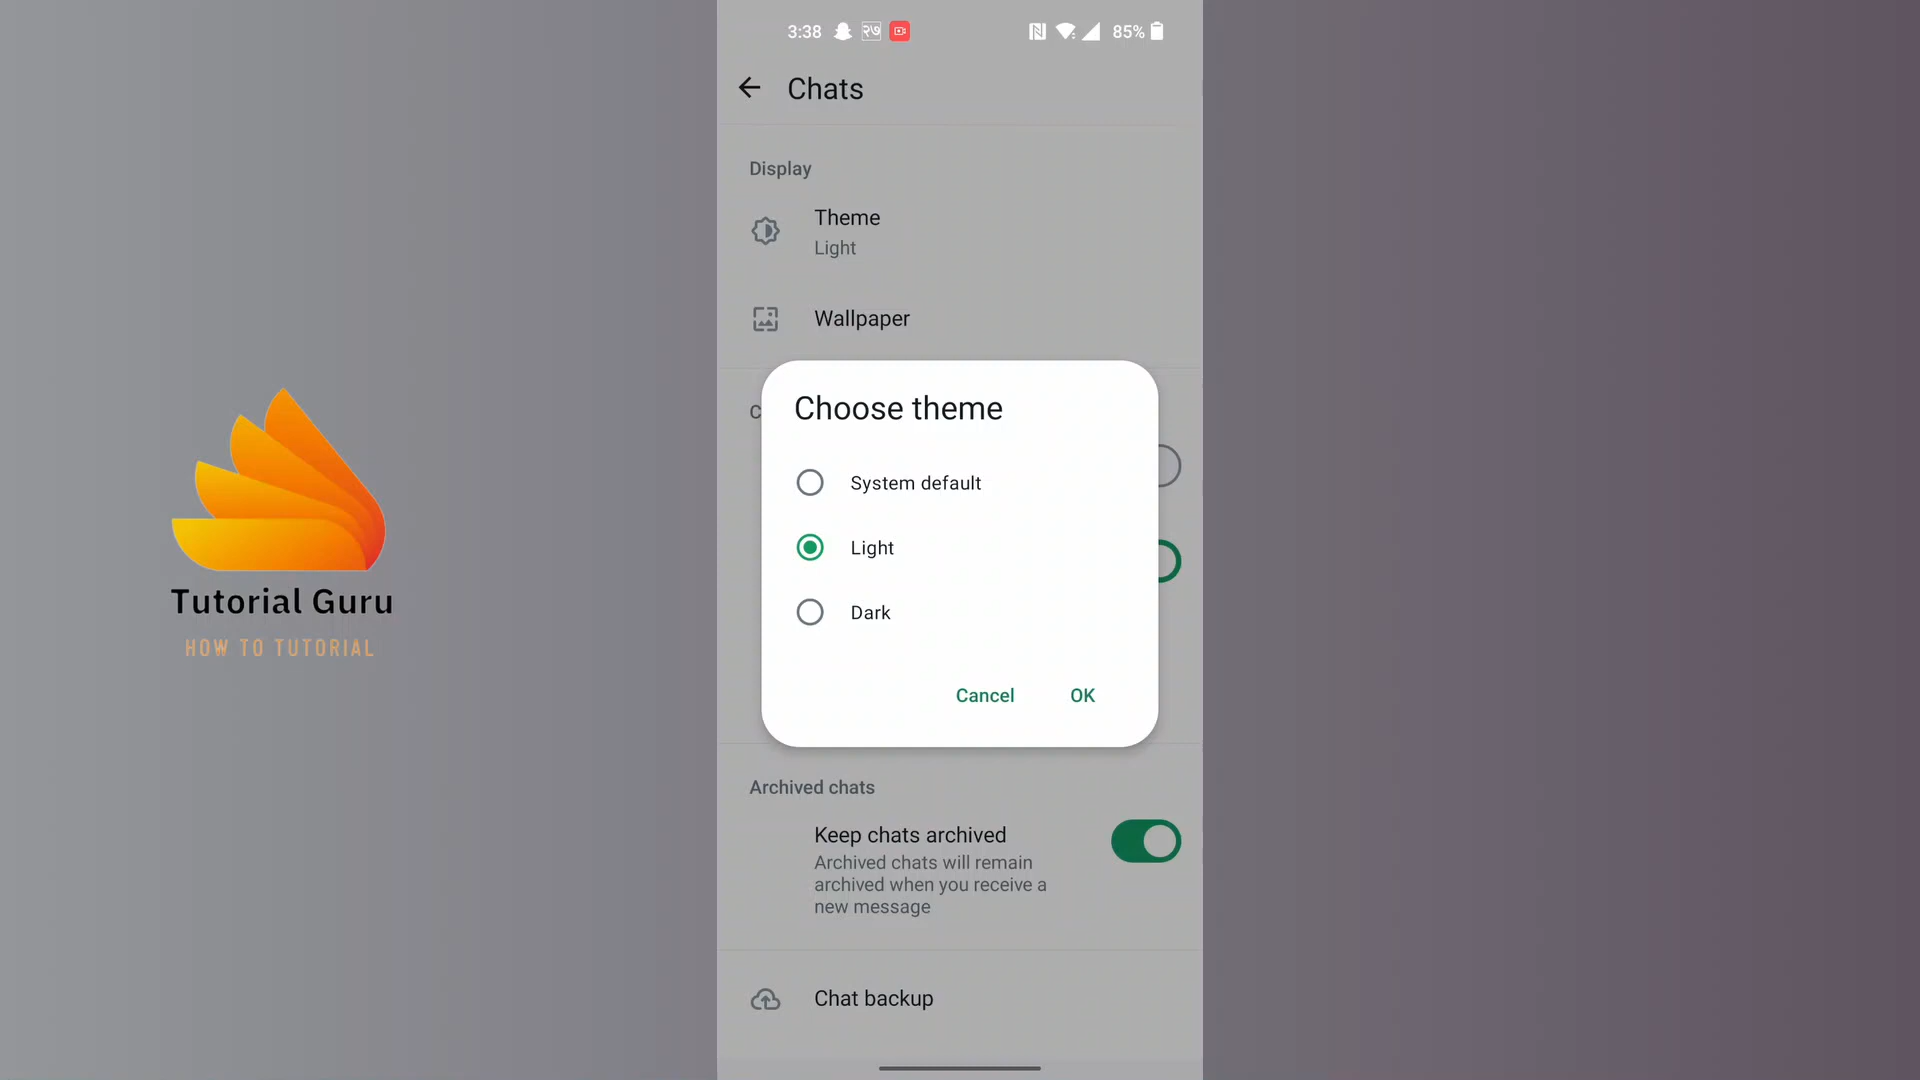 3:38 २७ 85%
Chats
Display
Theme
Light
Wallpaper
C
Choose theme
System default
Light
Dark
Cancel OK
Archived chats
Keep chats archived
Archived chats will remain
archived when you receive a
new message
Chat backup
Tutorial Guru
HOW TO TUTORIAL